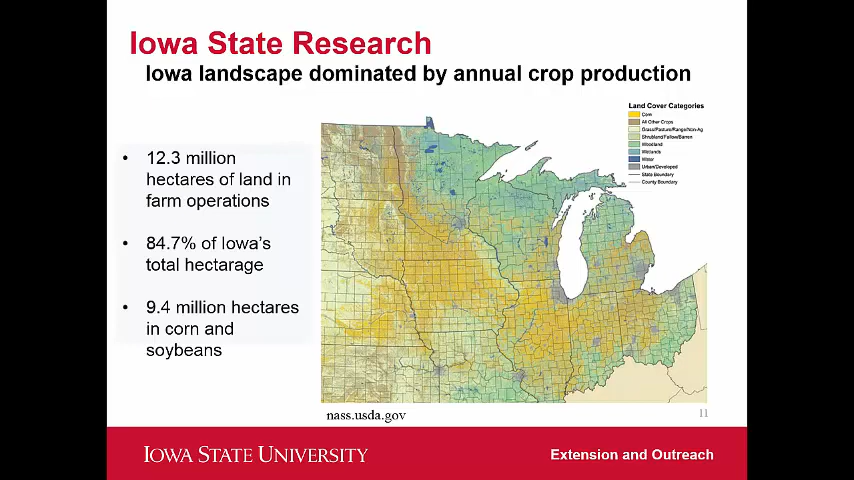 Iowa State Research
Iowa landscape dominated by annual crop production
Land Cover Categories
Corn
All Other Crops
Grass/Pasture/Range/Non-Ag
Shrubland/Fallow/Barren
Woodland
Wetlands
Water
Urban/Developed
State Boundary
County Boundary
• 12.3 million
hectares of land in
farm operations
• 84.7% of Iowa's
total hectarage
• 9.4 million hectares
in corn and
soybeans
nass.usda.gov
11
IOWA STATE UNIVERSITY
Extension and Outreach